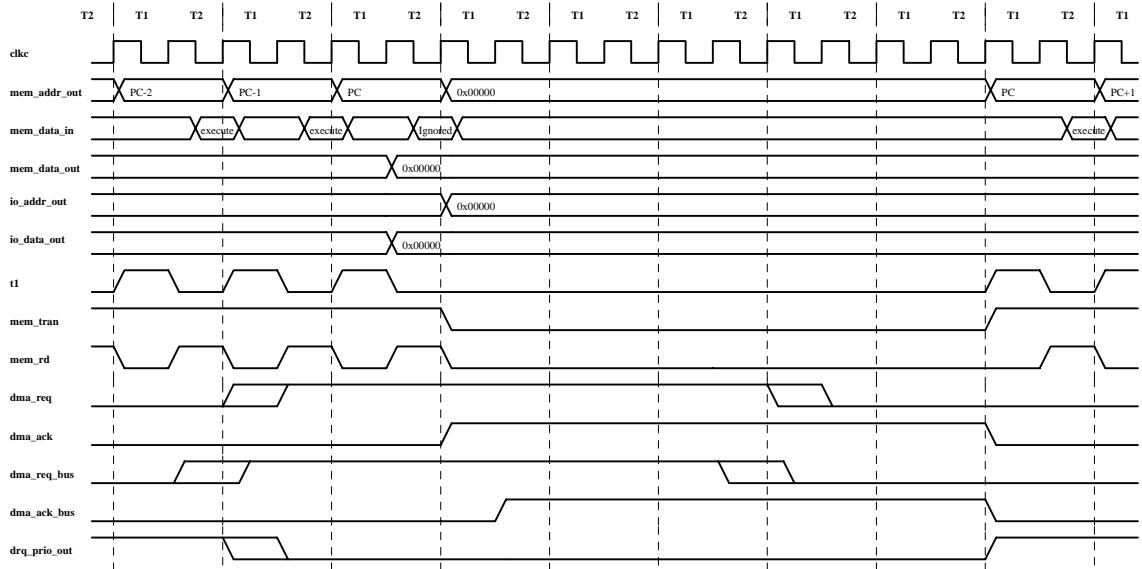 T2 T1 T2 T1 T2 T1 T2 T1 T2 T1 T2 T1 T2 T1 T2 T1 T2 T1 T2 T1
clkc
mem_addr_out PC-2 PC-1 PC 0x00000 PC PC+1
mem_data_in execute execute Ignored execute
mem_data_out 0x00000
io_addr_out 0x00000
io_data_out 0x00000
t1
mem_tran
mem_rd
dma_req
dma_ack
dma_req_bus
dma_ack_bus
drq_prio_out